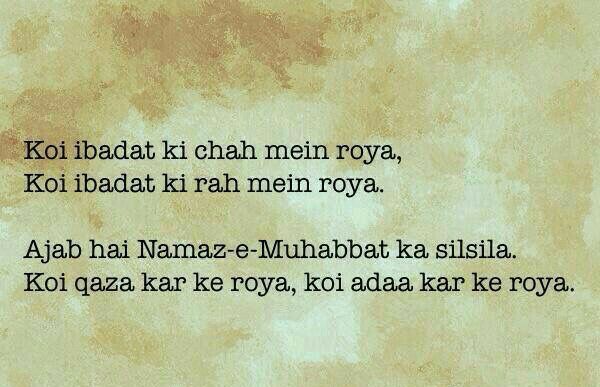 Koi ibadat ki chah mein roya,
Koi ibadat ki rah mein roya.
Ajab hai Namaz-e-Muhabbat ka silsila.
Koi qaza kar ke roya, koi adaa kar ke roya.